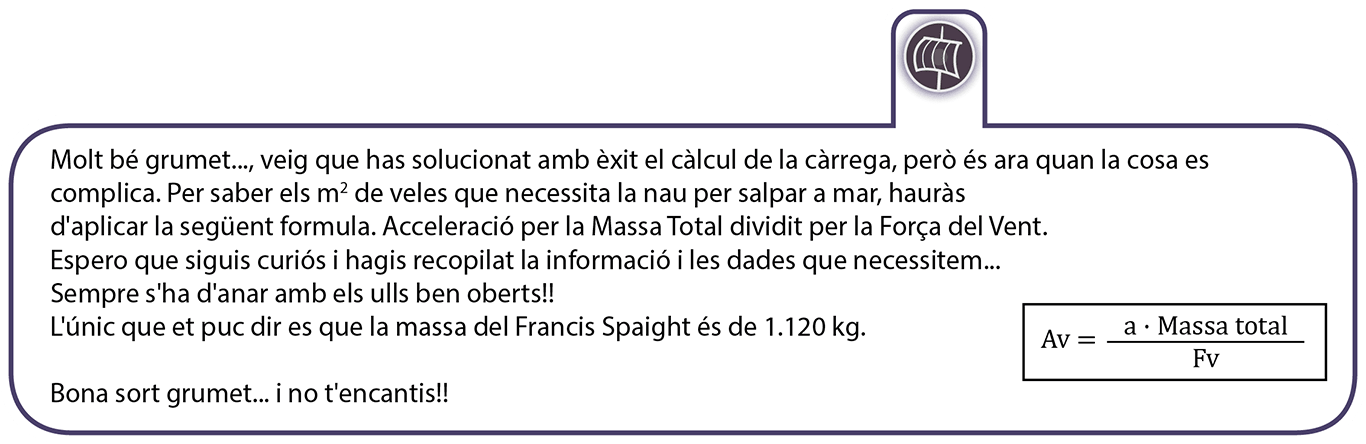 Molt bé grumet..., veig que has solucionat amb èxit el càlcul de la càrrega, però és ara quan la cosa es
complica. Per saber els m² de veles que necessita la nau per salpar a mar, hauràs
d'aplicar la següent formula. Acceleració per la Massa Total dividit per la Força del Vent.
Espero que siguis curiós i hagis recopilat la informació i les dades que necessitem...
Sempre s'ha d'anar amb els ulls ben oberts!!
L'únic que et puc dir es que la massa del Francis Spaight és de 1.120 kg.
Av = a · Massa total / Fv
Bona sort grumet... i no t'encantis!!